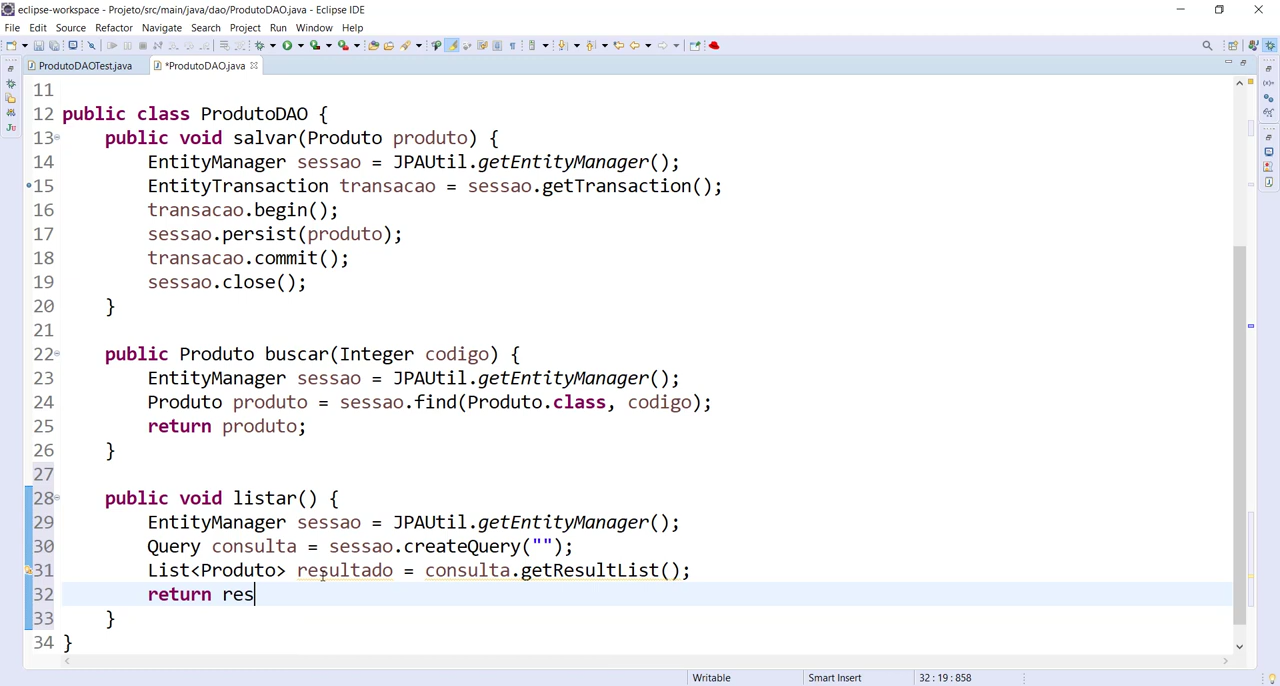 eclipse-workspace - Projeto/src/main/java/dao/ProdutoDAO.java - Eclipse IDE
File Edit Source Refactor Navigate Search Project Run Window Help
ProdutoDAOTest.java *ProdutoDAO.java
11
12 public class ProdutoDAO {
13 public void salvar(Produto produto) {
14 EntityManager sessao = JPAUtil.getEntityManager();
15 EntityTransaction transacao = sessao.getTransaction();
16 transacao.begin();
17 sessao.persist(produto);
18 transacao.commit();
19 sessao.close();
20 }
21
22 public Produto buscar(Integer codigo) {
23 EntityManager sessao = JPAUtil.getEntityManager();
24 Produto produto = sessao.find(Produto.class, codigo);
25 return produto;
26 }
27
28 public void listar() {
29 EntityManager sessao = JPAUtil.getEntityManager();
30 Query consulta = sessao.createQuery("");
31 List<Produto> resultado = consulta.getResultList();
32 return res
33 }
34 }
Writable Smart Insert 32 : 19 : 858